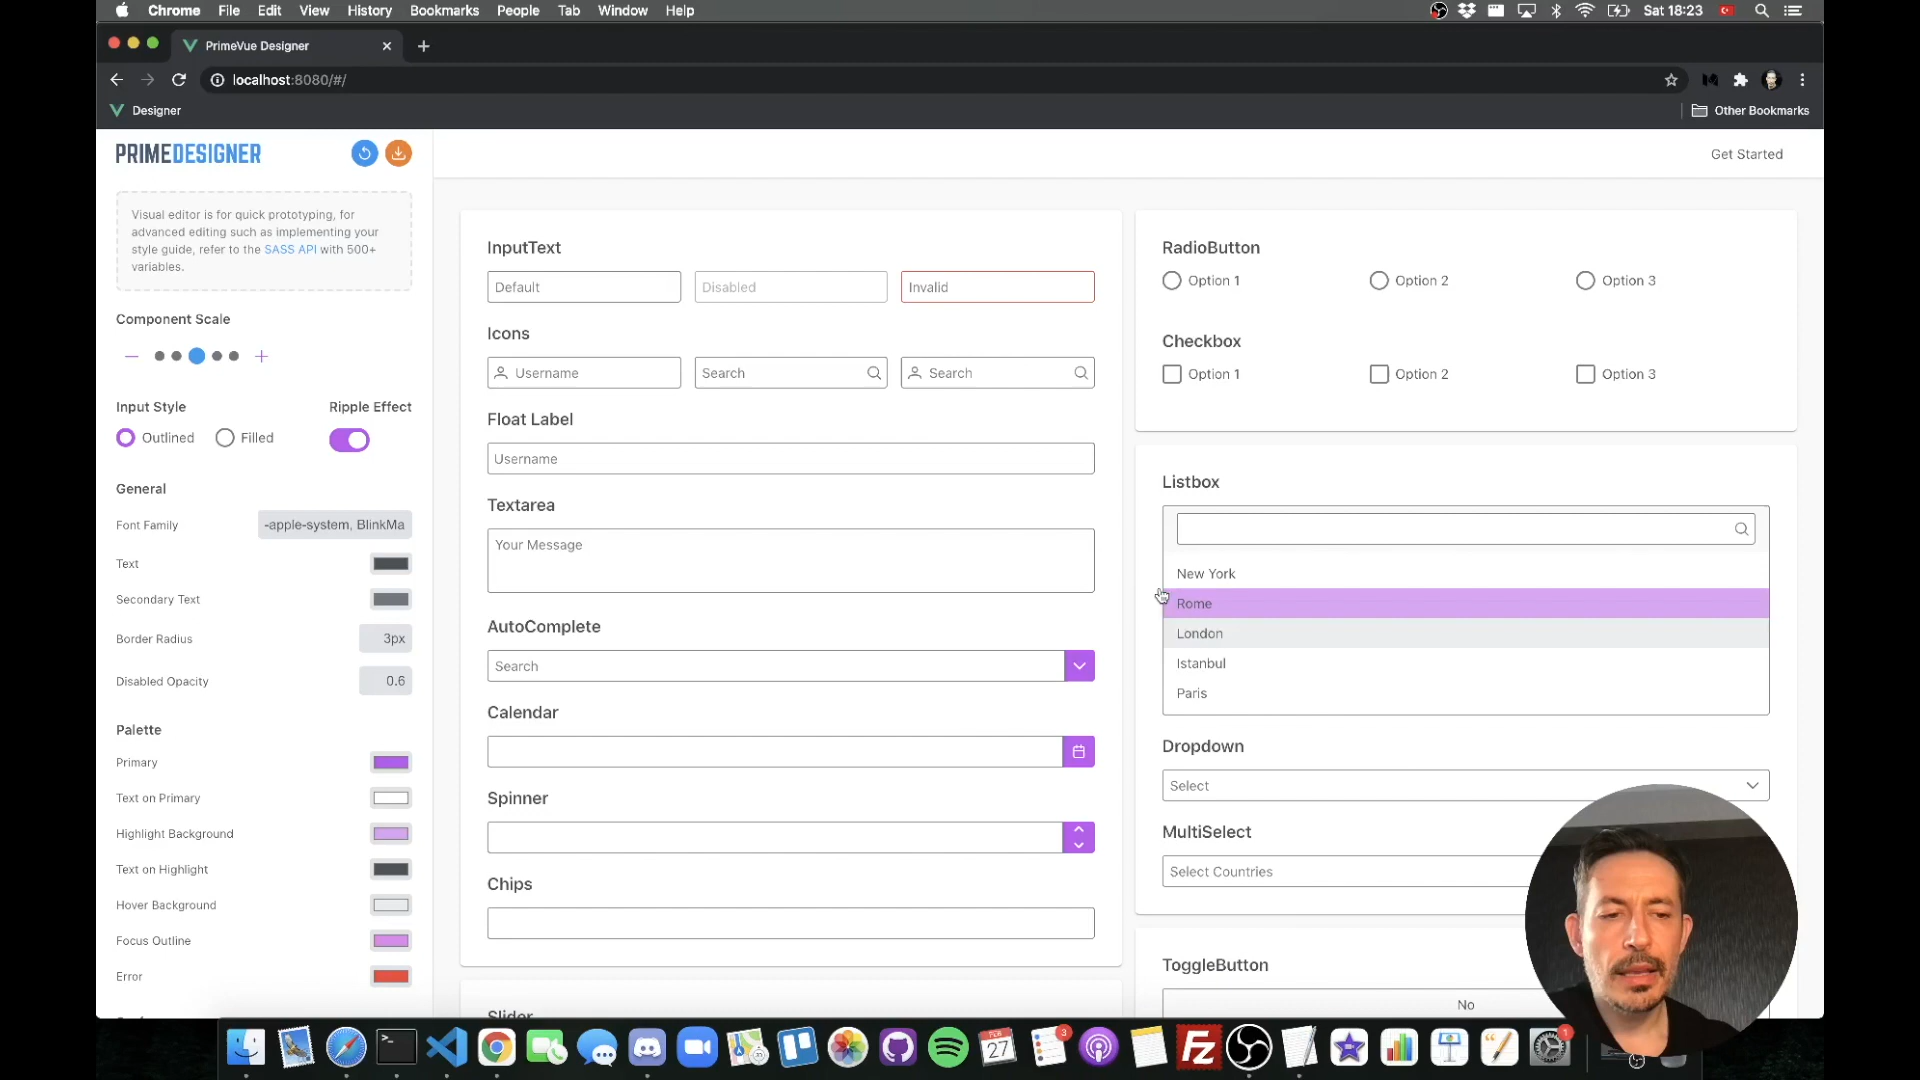 Chrome File Edit View History Bookmarks People Tab Window Help
Sat 18:23
PrimeVue Designer
localhost:8080/#/
Designer
Other Bookmarks
PRIMEDESIGNER
Get Started
Visual editor is for quick prototyping, for
advanced editing such as implementing your
style guide, refer to the SASS API with 500+
variables.
Component Scale
Input Style
Ripple Effect
Outlined
Filled
General
Font Family
-apple-system, BlinkMa
Text
Secondary Text
Border Radius
3px
Disabled Opacity
0.6
Palette
Primary
Text on Primary
Highlight Background
Text on Highlight
Hover Background
Focus Outline
Error
InputText
Default
Disabled
Invalid
Icons
Username
Search
Search
Float Label
Username
Textarea
Your Message
AutoComplete
Search
Calendar
Spinner
Chips
Slider
RadioButton
Option 1
Option 2
Option 3
Checkbox
Option 1
Option 2
Option 3
Listbox
New York
Rome
London
Istanbul
Paris
Dropdown
Select
MultiSelect
Select Countries
ToggleButton
No
FEB
27
3
Fz
1